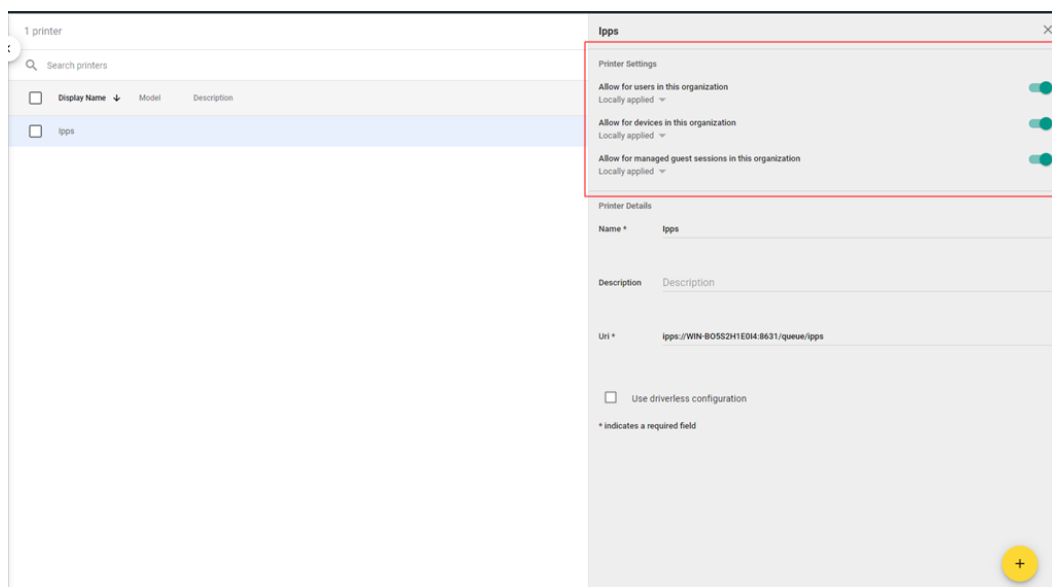 1 printer
Search printers
Display Name Model Description
Ipps
Ipps
Printer Settings
Allow for users in this organization
Locally applied
Allow for devices in this organization
Locally applied
Allow for managed guest sessions in this organization
Locally applied
Printer Details
Name * Ipps
Description Description
Uri * ipps://WIN-BO5S2H1E0I4:8631/queue/ipps
Use driverless configuration
* indicates a required field